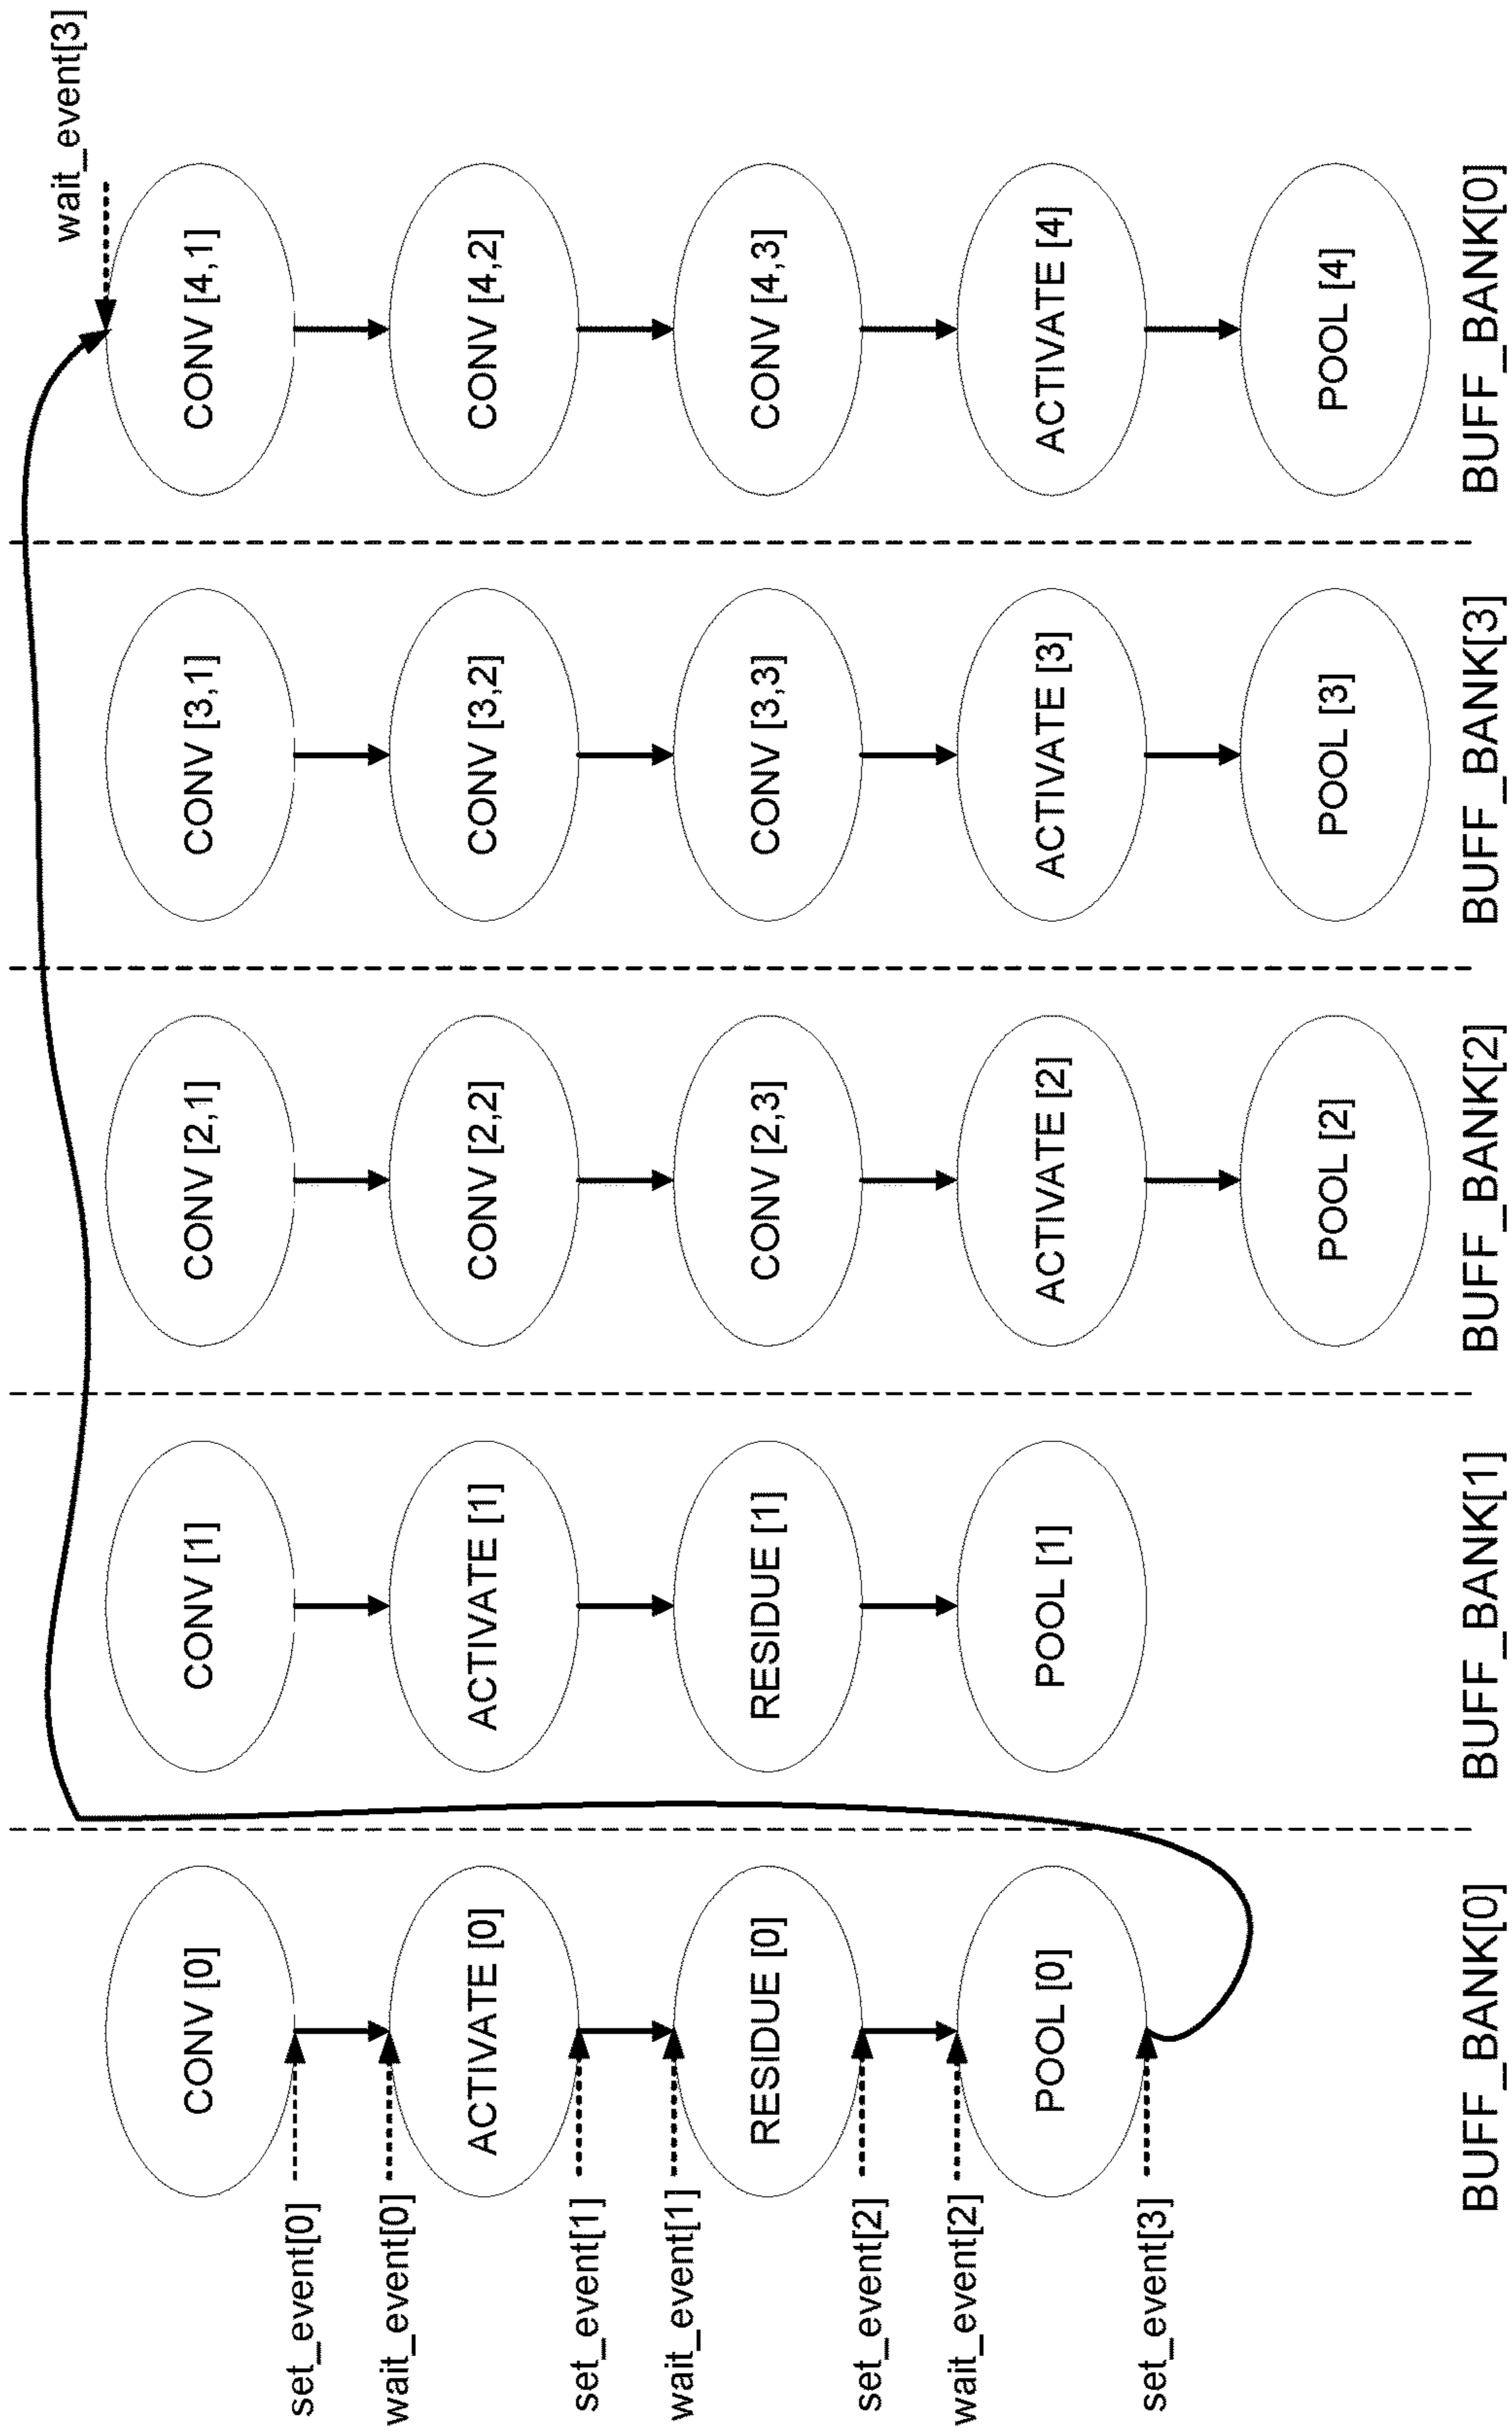 wait_event[3]
CONV [0]
CONV [1]
CONV [2,1]
CONV [3,1]
CONV [4,1]
set_event[0]
wait_event[0]
ACTIVATE [0]
ACTIVATE [1]
CONV [2,2]
CONV [3,2]
CONV [4,2]
set_event[1]
wait_event[1]
RESIDUE [0]
RESIDUE [1]
CONV [2,3]
CONV [3,3]
CONV [4,3]
set_event[2]
wait_event[2]
POOL [0]
POOL [1]
ACTIVATE [2]
ACTIVATE [3]
ACTIVATE [4]
set_event[3]
POOL [2]
POOL [3]
POOL [4]
BUFF_BANK[0]
BUFF_BANK[1]
BUFF_BANK[2]
BUFF_BANK[3]
BUFF_BANK[0]